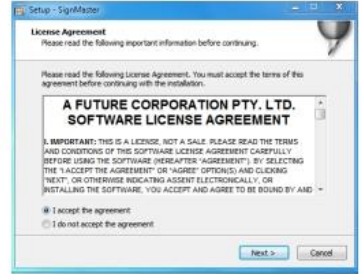 Setup - SignMaster
License Agreement
Please read the following important information before continuing.
Please read the following License Agreement. You must accept the terms of this
agreement before continuing with the installation.
A FUTURE CORPORATION PTY. LTD.
SOFTWARE LICENSE AGREEMENT
I. IMPORTANT: THIS IS A LICENSE, NOT A SALE. PLEASE READ THE TERMS
AND CONDITIONS OF THIS SOFTWARE LICENSE AGREEMENT CAREFULLY
BEFORE USING THE SOFTWARE (HEREAFTER "AGREEMENT"). BY SELECTING
THE "I ACCEPT THE AGREEMENT" OR "AGREE" OPTION(S) AND CLICKING
"NEXT", OR OTHERWISE INDICATING ASSENT ELECTRONICALLY, OR
INSTALLING THE SOFTWARE, YOU ACCEPT AND AGREE TO BE BOUND BY AND
I accept the agreement
I do not accept the agreement
Next >
Cancel